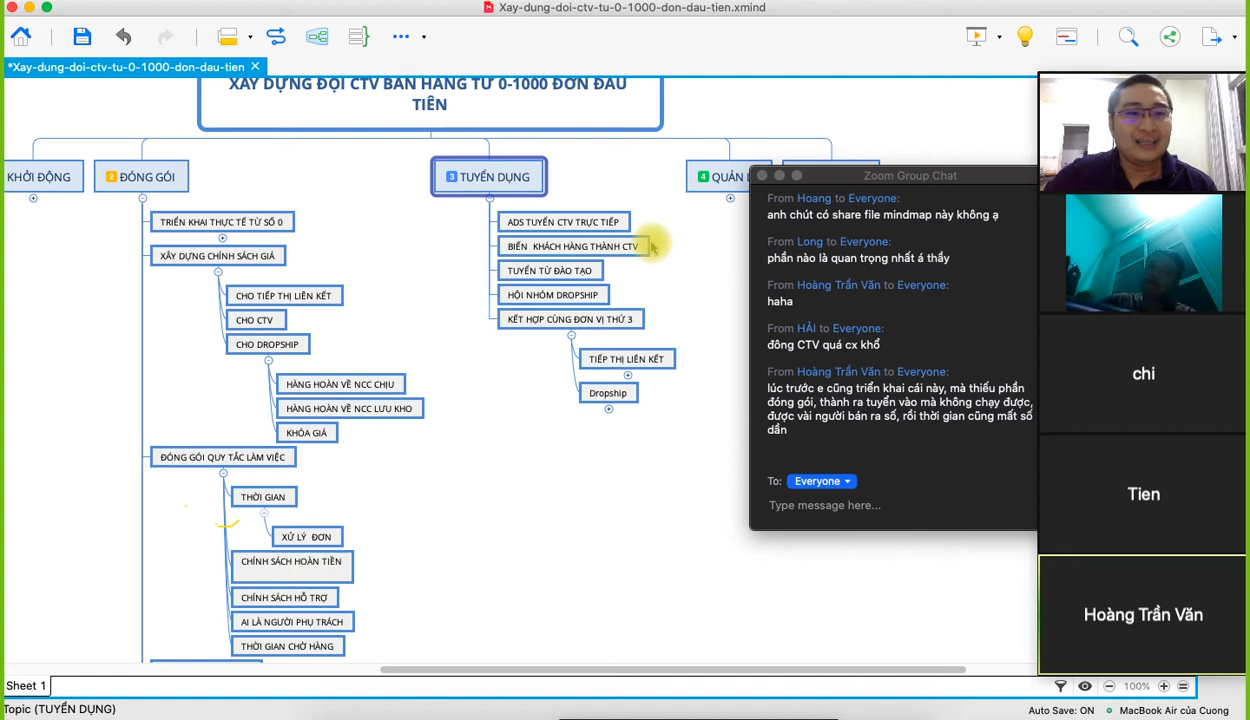 Xay-dung-doi-ctv-tu-0-1000-don-dau-tien.xmind
*Xay-dung-doi-ctv-tu-0-1000-don-dau-tien
XÂY DỰNG ĐỘI CTV BÁN HÀNG TỪ 0-1000 ĐƠN ĐẦU
TIÊN
KHỞI ĐỘNG
2 ĐÓNG GÓI
3 TUYỂN DỤNG
4 QUẢN L
TRIỂN KHAI THỰC TẾ TỪ SỐ 0
XÂY DỰNG CHÍNH SÁCH GIÁ
CHO TIẾP THỊ LIÊN KẾT
CHO CTV
CHO DROPSHIP
HÀNG HOÀN VỀ NCC CHỊU
HÀNG HOÀN VỀ NCC LƯU KHO
KHÓA GIÁ
ĐÓNG GÓI QUY TẮC LÀM VIỆC
THỜI GIAN
XỬ LÝ ĐƠN
CHÍNH SÁCH HOÀN TIỀN
CHÍNH SÁCH HỖ TRỢ
AI LÀ NGƯỜI PHỤ TRÁCH
THỜI GIAN CHỜ HÀNG
ADS TUYỂN CTV TRỰC TIẾP
BIẾN KHÁCH HÀNG THÀNH CTV
TUYỂN TỪ ĐÀO TẠO
HỘI NHÓM DROPSHIP
KẾT HỢP CÙNG ĐƠN VỊ THỨ 3
TIẾP THỊ LIÊN KẾT
Dropship
Zoom Group Chat
From Hoang to Everyone:
anh chút có share file mindmap này không ạ
From Long to Everyone:
phần nào là quan trọng nhất á thầy
From Hoàng Trần Văn to Everyone:
haha
From HẢI to Everyone:
đông CTV quá cx khổ
From Hoàng Trần Văn to Everyone:
lúc trước e cũng triển khai cái này, mà thiếu phần
đóng gói, thành ra tuyển vào mà không chạy được,
được vài người bán ra số, rồi thời gian cũng mất số
dần
To: Everyone
Type message here...
chi
Tien
Hoàng Trần Văn
Sheet 1
100%
Topic (TUYỂN DỤNG)
Auto Save: ON
MacBook Air của Cuong